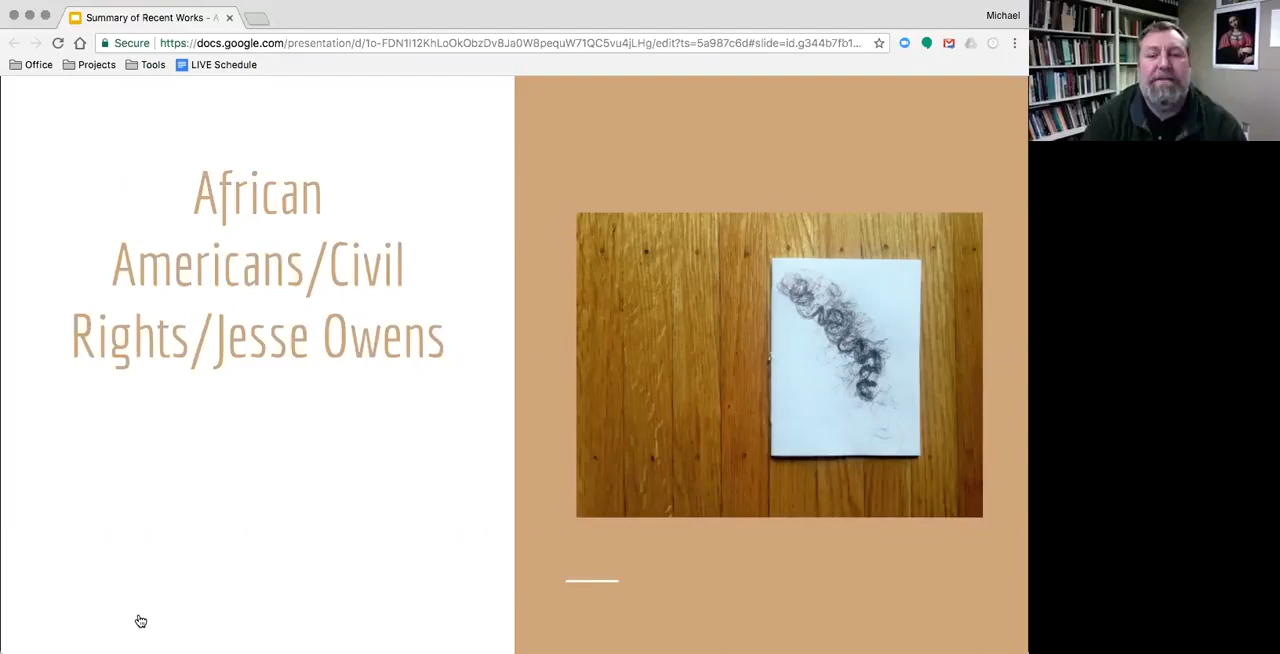 Summary of Recent Works - A
Michael
Secure
https://docs.google.com/presentation/d/1o-FDN1I12KhLoOkObzDv8Ja0W8pequW71QC5vu4jLHg/edit?ts=5a987c6d#slide=id.g344b7fb1...
Office Projects Tools LIVE Schedule
African
Americans/Civil
Rights/Jesse Owens